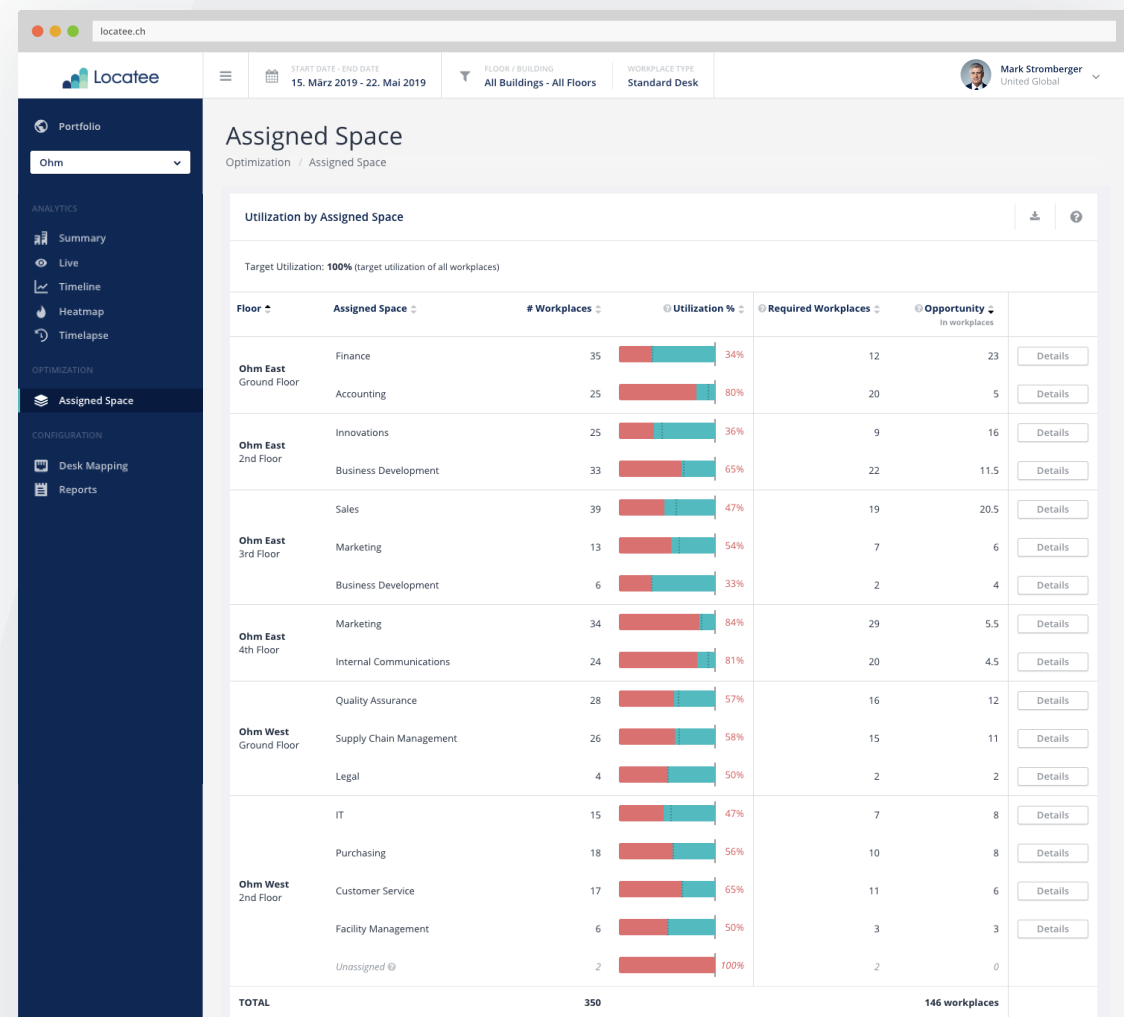 locatee.ch
Locatee
START DATE - END DATE
15. März 2019 - 22. Mai 2019
FLOOR / BUILDING
All Buildings - All Floors
WORKPLACE TYPE
Standard Desk
Mark Stromberger
United Global
Portfolio
Ohm
ANALYTICS
Summary
Live
Timeline
Heatmap
Timelapse
OPTIMIZATION
Assigned Space
CONFIGURATION
Desk Mapping
Reports
Assigned Space
Optimization / Assigned Space
Utilization by Assigned Space
Target Utilization: 100% (target utilization of all workplaces)
Floor Assigned Space # Workplaces Utilization % Required Workplaces Opportunity
In workplaces
Ohm East
Ground Floor
Finance 35 34% 12 23 Details
Accounting 25 80% 20 5 Details
Ohm East
2nd Floor
Innovations 25 36% 9 16 Details
Business Development 33 65% 22 11.5 Details
Ohm East
3rd Floor
Sales 39 47% 19 20.5 Details
Marketing 13 54% 7 6 Details
Business Development 6 33% 2 4 Details
Ohm East
4th Floor
Marketing 34 84% 29 5.5 Details
Internal Communications 24 81% 20 4.5 Details
Ohm West
Ground Floor
Quality Assurance 28 57% 16 12 Details
Supply Chain Management 26 58% 15 11 Details
Legal 4 50% 2 2 Details
Ohm West
2nd Floor
IT 15 47% 7 8 Details
Purchasing 18 56% 10 8 Details
Customer Service 17 65% 11 6 Details
Facility Management 6 50% 3 3 Details
Unassigned 2 100% 2 0
TOTAL 350 146 workplaces